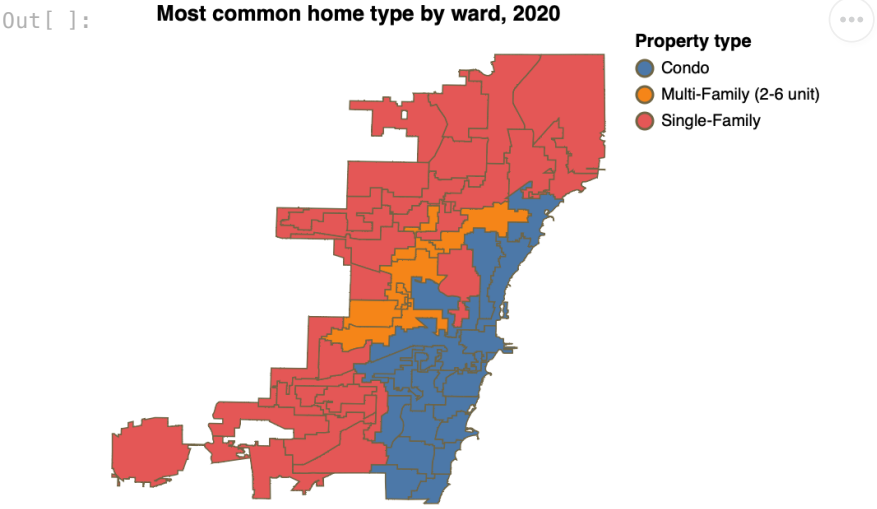 Out[ ]:
Most common home type by ward, 2020
Property type
Condo
Multi-Family (2-6 unit)
Single-Family